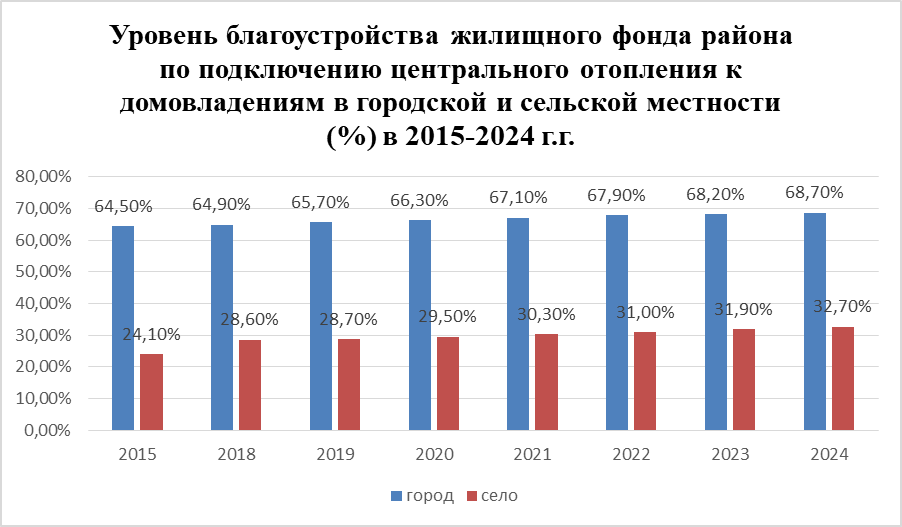 Уровень благоустройства жилищного фонда района
по подключению центрального отопления к
домовладениям в городской и сельской местности
(%) в 2015-2024 г.г.
80,00%
70,00%
60,00%
50,00%
40,00%
30,00%
20,00%
10,00%
0,00%
64,50% 64,90% 65,70% 66,30% 67,10% 67,90% 68,20% 68,70%
24,10% 28,60% 28,70% 29,50% 30,30% 31,00% 31,90% 32,70%
2015 2018 2019 2020 2021 2022 2023 2024
город село